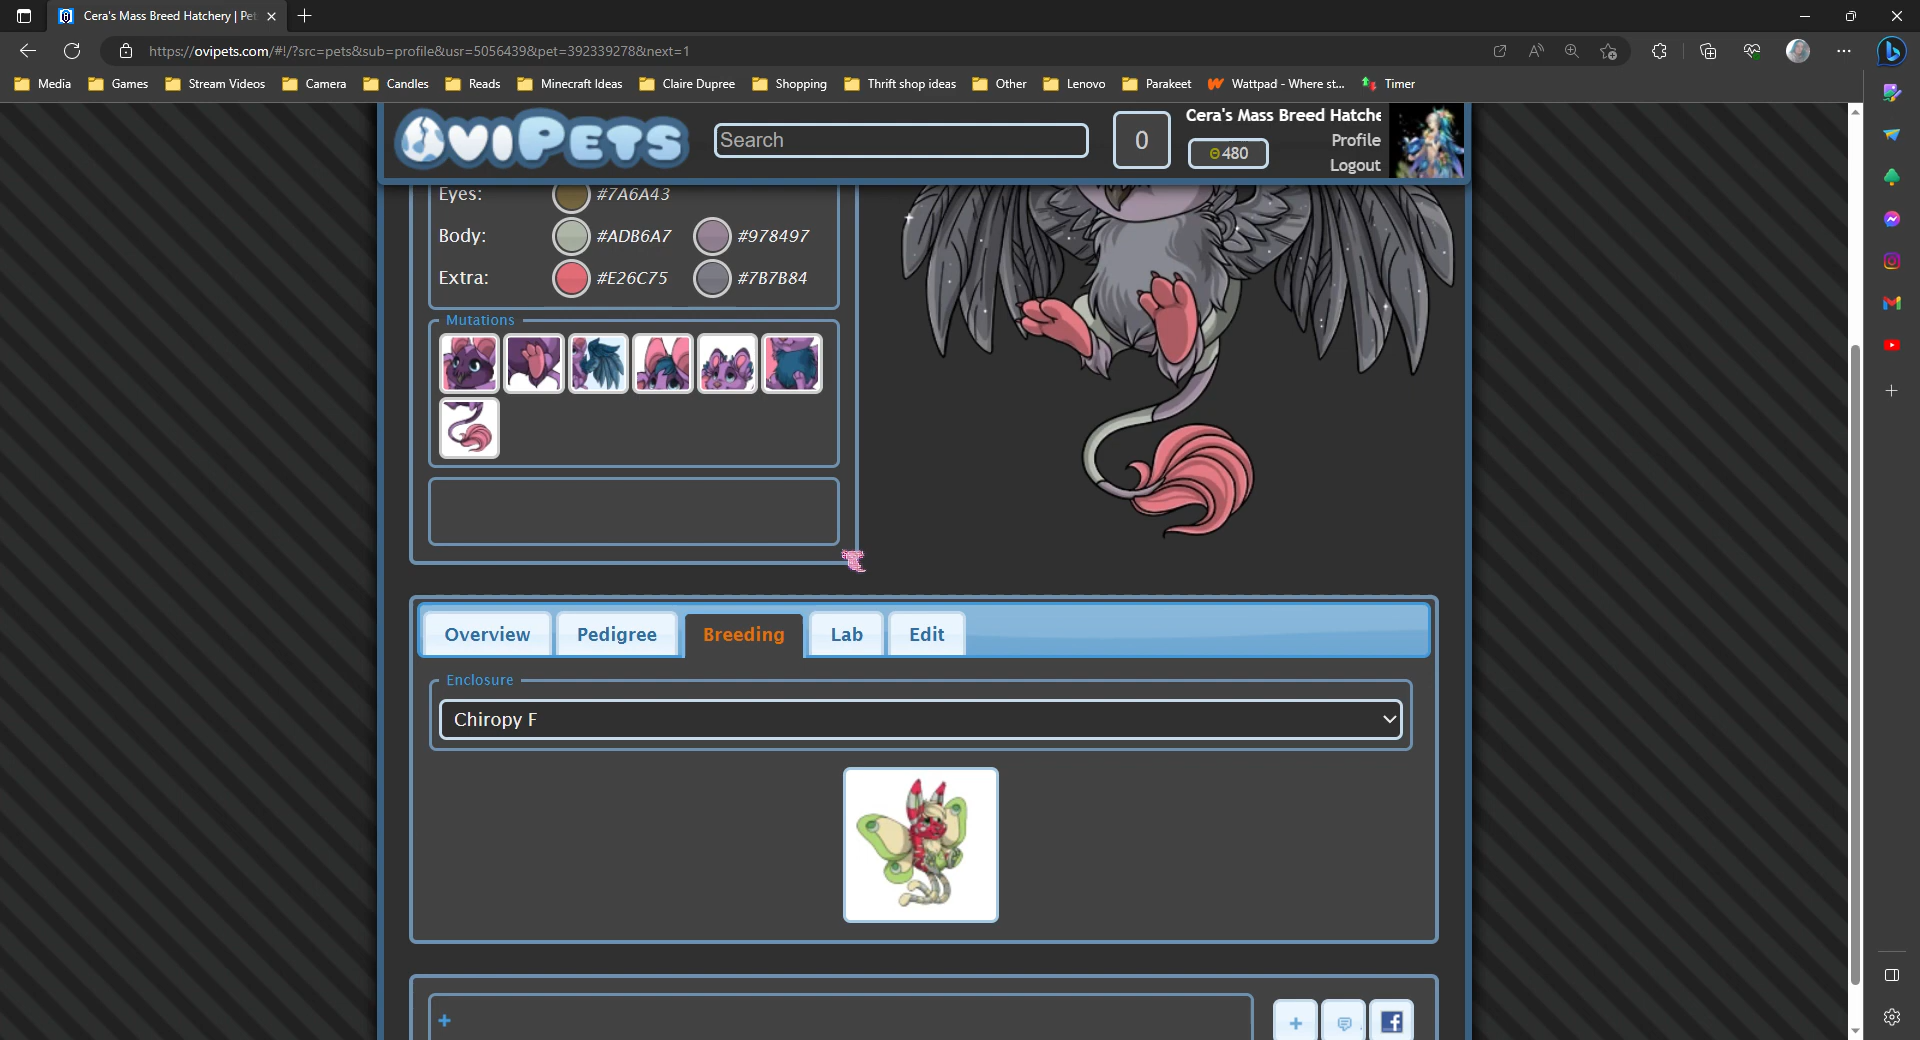 Cera's Mass Breed Hatchery | Pet
https://ovipets.com/#!/?src=pets&sub=profile&usr=5056439&pet=392339278&next=1
Media Games Stream Videos Camera Candles Reads Minecraft Ideas Claire Dupree Shopping Thrift shop ideas Other Lenovo Parakeet Wattpad - Where st... Timer
OviPets
Search
0
Cera's Mass Breed Hatche
480
Profile
Logout
Eyes: #7A6A43
Body: #ADB6A7 #978497
Extra: #E26C75 #7B7B84
Mutations
Overview Pedigree Breeding Lab Edit
Enclosure
Chiropy F